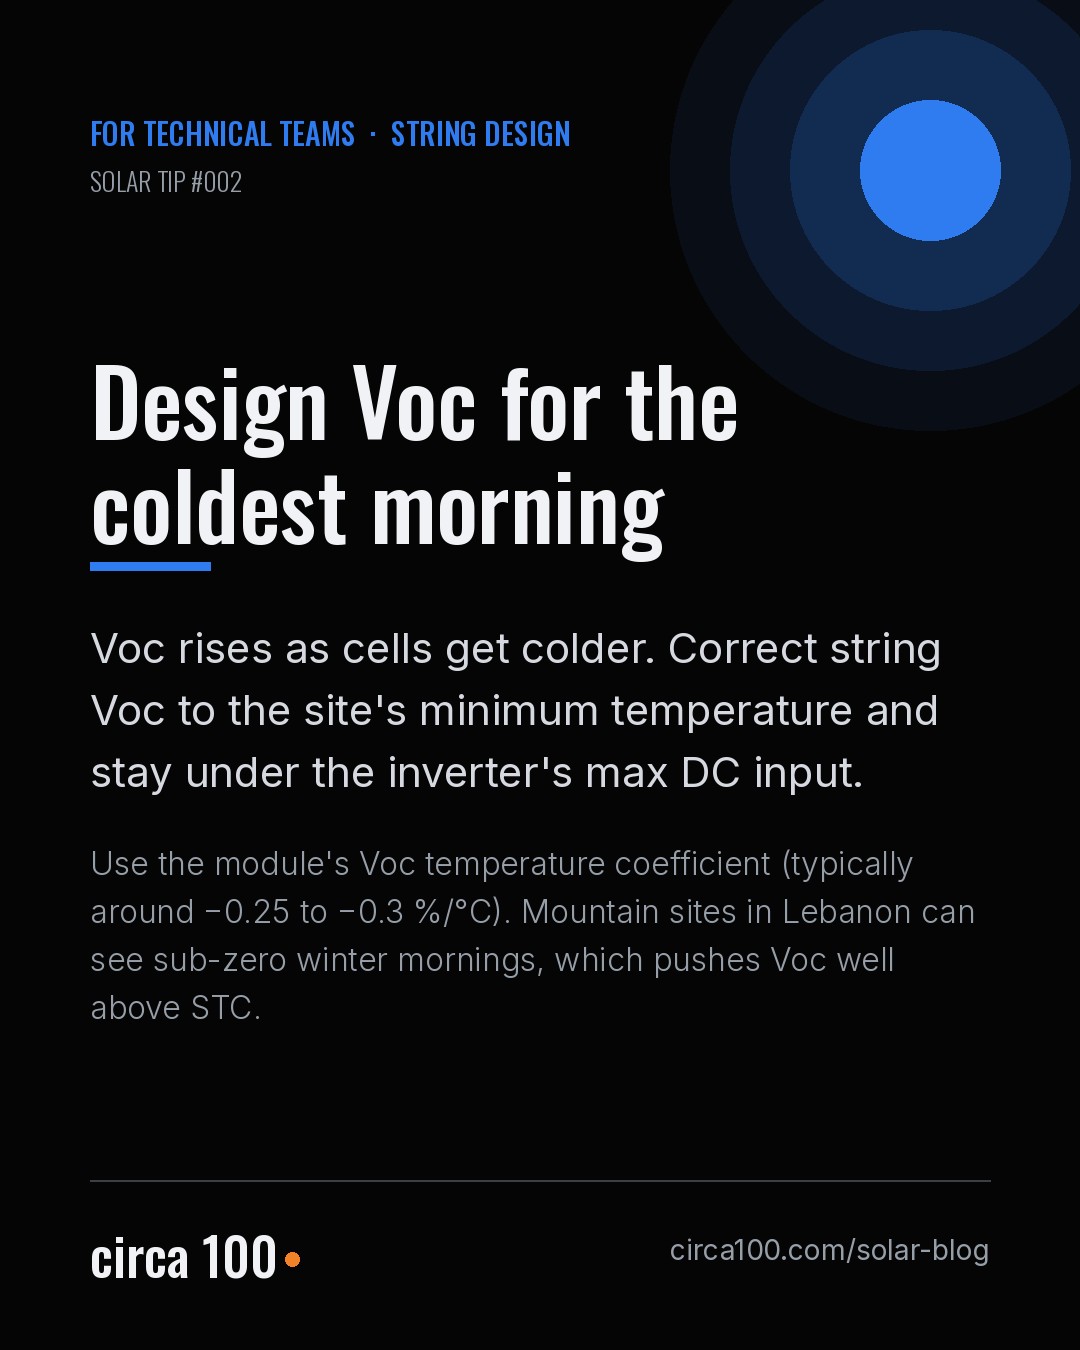 FOR TECHNICAL TEAMS · STRING DESIGN
SOLAR TIP #002
Design Voc for the
coldest morning
Voc rises as cells get colder. Correct string
Voc to the site's minimum temperature and
stay under the inverter's max DC input.
Use the module's Voc temperature coefficient (typically
around −0.25 to −0.3 %/°C). Mountain sites in Lebanon can
see sub-zero winter mornings, which pushes Voc well
above STC.
circa 100
circa100.com/solar-blog